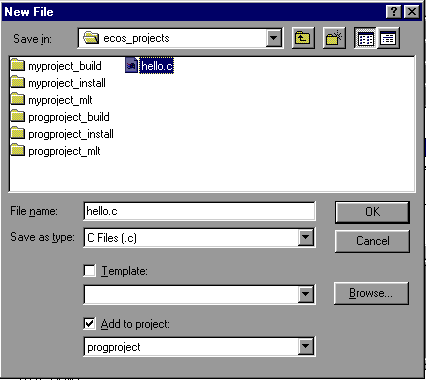 New File
Save in: ecos_projects
myproject_build hello.c
myproject_install
myproject_mlt
progproject_build
progproject_install
progproject_mlt
File name: hello.c OK
Save as type: C Files (.c) Cancel
Template:
Browse...
Add to project:
progproject